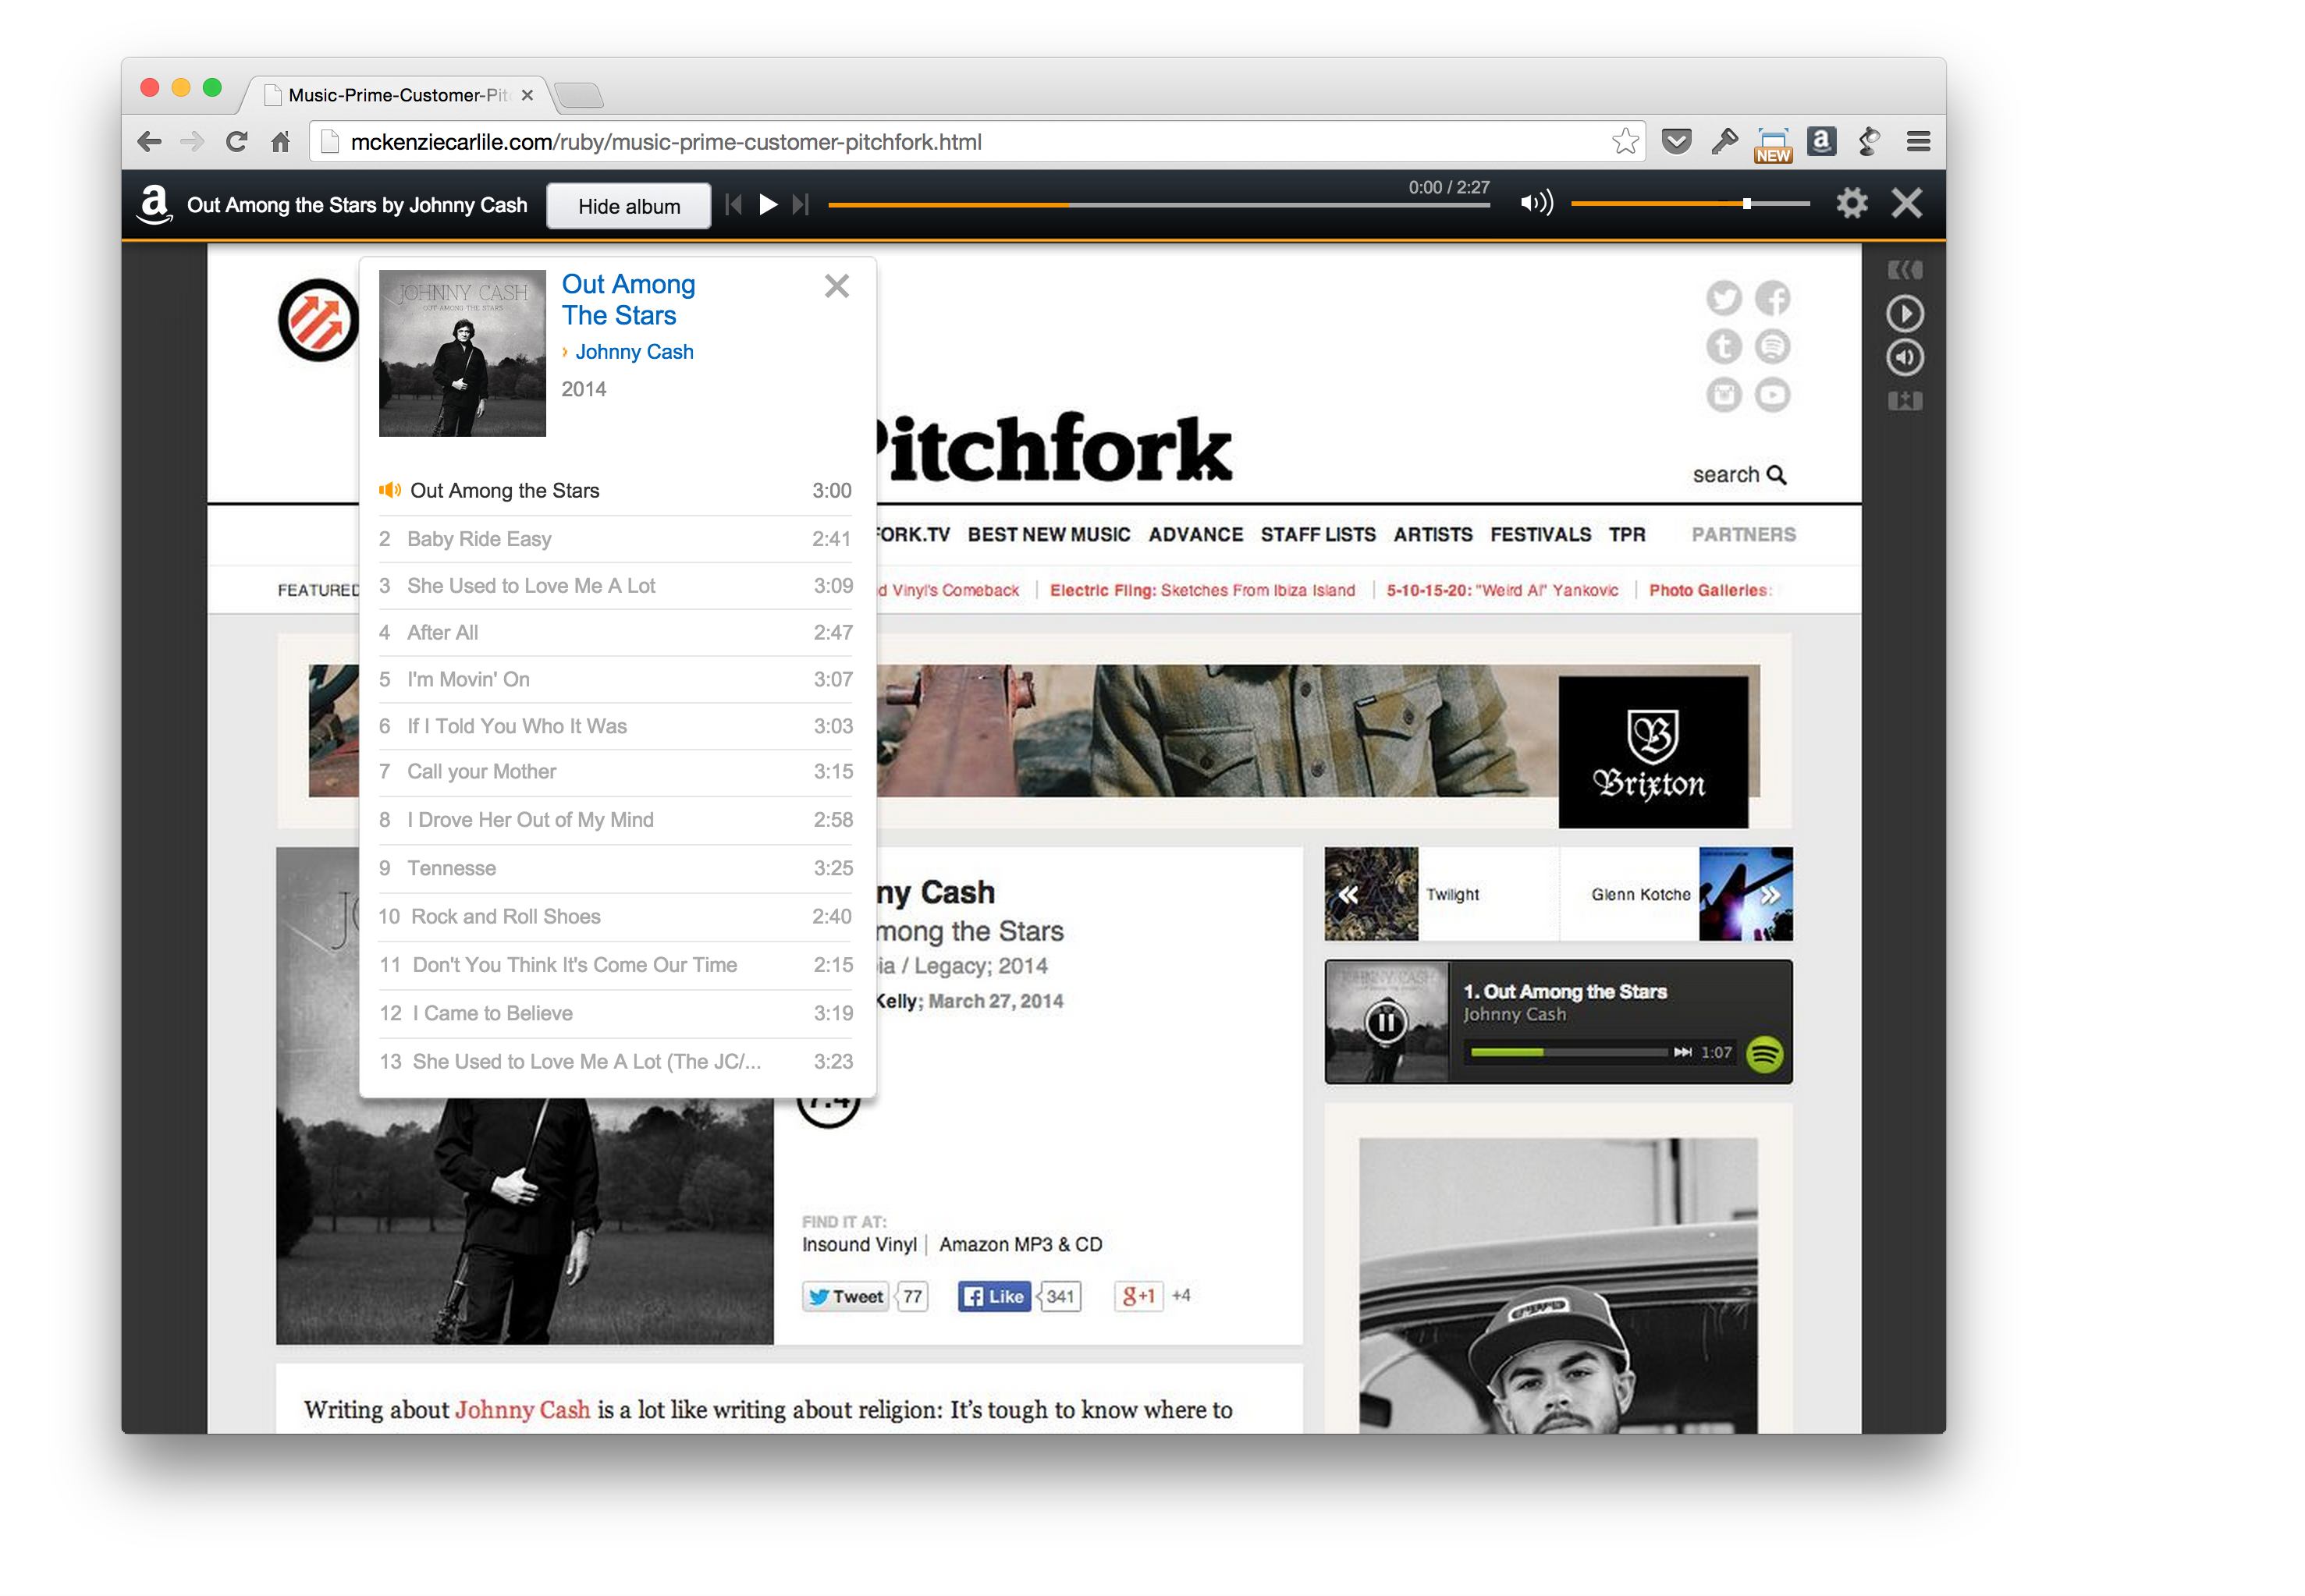 Music-Prime-Customer-Pit
mckenziecarlile.com/ruby/music-prime-customer-pitchfork.html
NEW
a
a
Out Among the Stars by Johnny Cash
Hide album
0:00 / 2:27
JOHNNY CASH
OUT AMONG THE STARS
Out Among
The Stars
› Johnny Cash
2014
Out Among the Stars 3:00
2 Baby Ride Easy 2:41
3 She Used to Love Me A Lot 3:09
4 After All 2:47
5 I'm Movin' On 3:07
6 If I Told You Who It Was 3:03
7 Call your Mother 3:15
8 I Drove Her Out of My Mind 2:58
9 Tennesse 3:25
10 Rock and Roll Shoes 2:40
11 Don't You Think It's Come Our Time 2:15
12 I Came to Believe 3:19
13 She Used to Love Me A Lot (The JC/... 3:23
itchfork
search
FORK.TV BEST NEW MUSIC ADVANCE STAFF LISTS ARTISTS FESTIVALS TPR PARTNERS
FEATURED
d Vinyl's Comeback | Electric Fling: Sketches From Ibiza Island | 5-10-15-20: "Weird Al" Yankovic | Photo Galleries:
B
Brixton
JO
ny Cash
mong the Stars
ia / Legacy; 2014
Kelly; March 27, 2014
7.4
FIND IT AT:
Insound Vinyl | Amazon MP3 & CD
Tweet 77 Like 341 g+1 +4
Twilight
Glenn Kotche
JOHNNY CASH
1. Out Among the Stars
Johnny Cash
1:07
Writing about Johnny Cash is a lot like writing about religion: It's tough to know where to